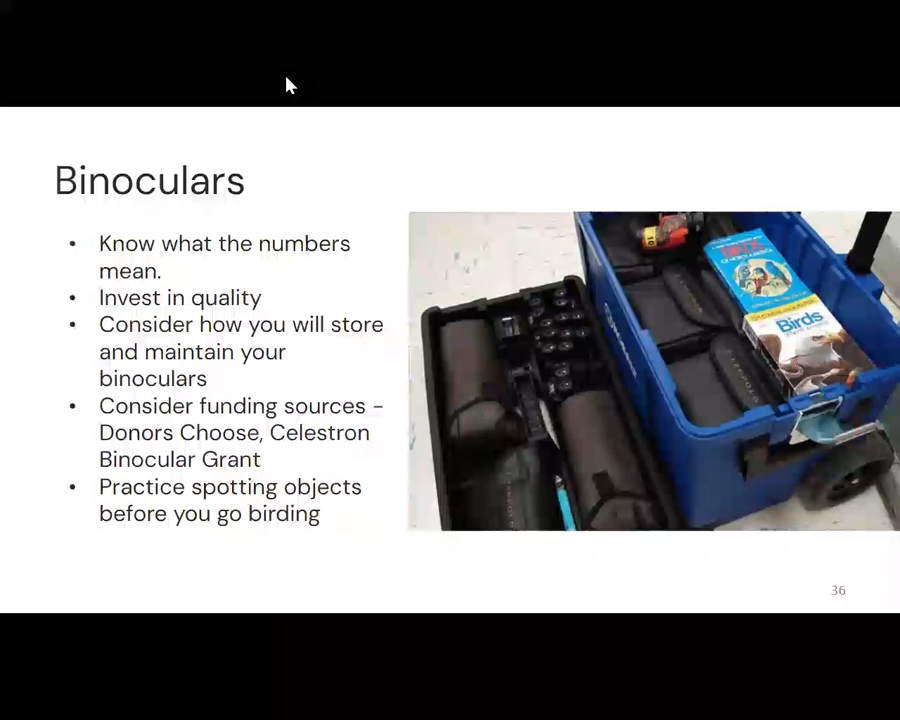 Binoculars
• Know what the numbers
mean.
• Invest in quality
• Consider how you will store
and maintain your
binoculars
• Consider funding sources –
Donors Choose, Celestron
Binocular Grant
• Practice spotting objects
before you go birding
Birds
36